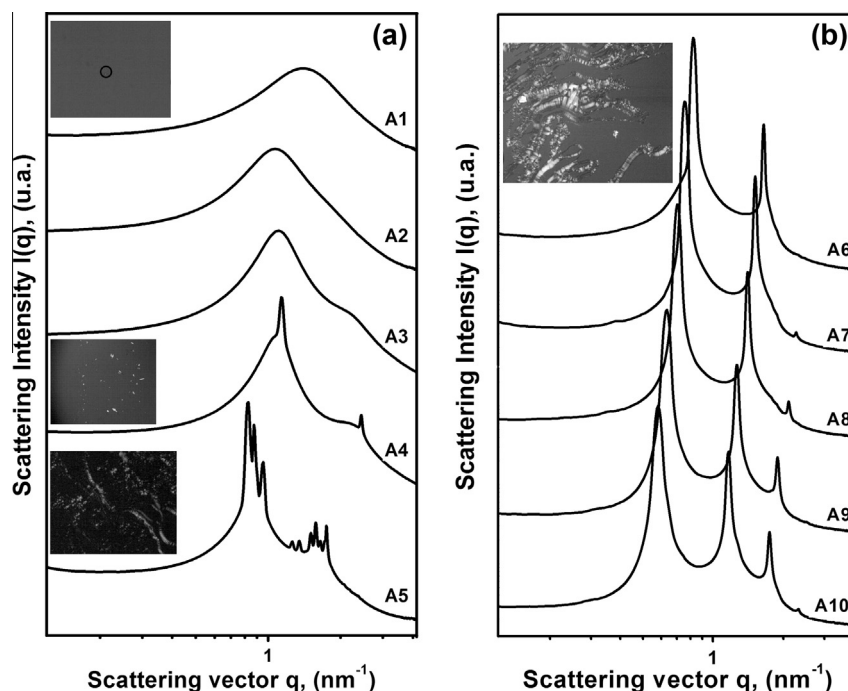 (a)
A1
A2
A3
A4
A5
Scattering Intensity I(q), (u.a.)
1
Scattering vector q, (nm⁻¹)
(b)
A6
A7
A8
A9
A10
Scattering Intensity I(q), (u.a.)
1
Scattering vector q, (nm⁻¹)